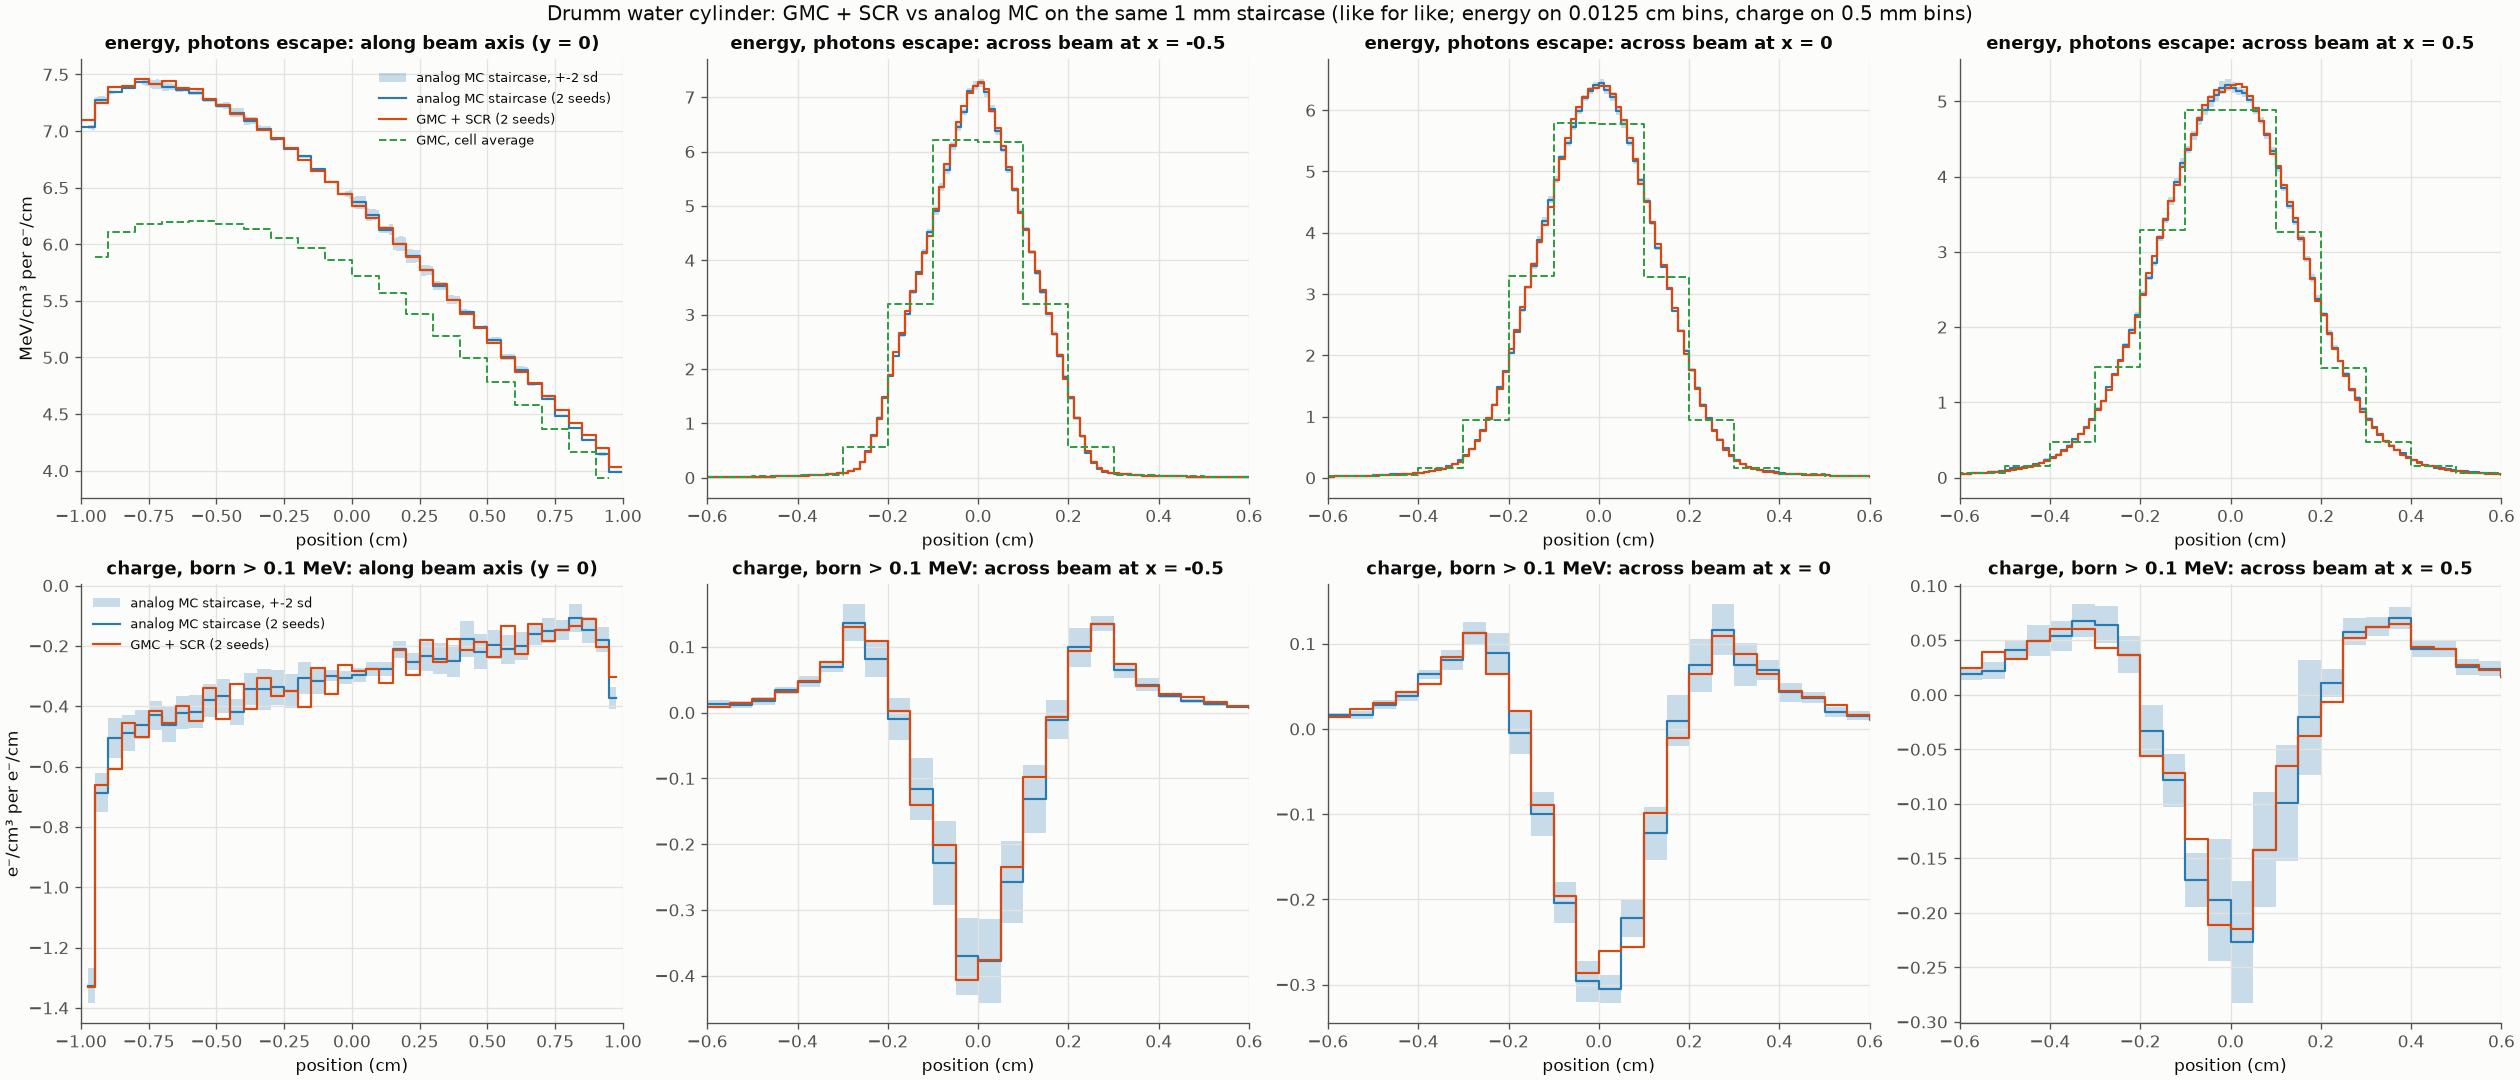 Drumm water cylinder: GMC + SCR vs analog MC on the same 1 mm staircase (like for like; energy on 0.0125 cm bins, charge on 0.5 mm bins)
energy, photons escape: along beam axis (y = 0)
MeV/cm³ per e⁻/cm
7.5
7.0
6.5
6.0
5.5
5.0
4.5
4.0
analog MC staircase, +-2 sd
analog MC staircase (2 seeds)
GMC + SCR (2 seeds)
GMC, cell average
−1.00 −0.75 −0.50 −0.25 0.00 0.25 0.50 0.75 1.00
position (cm)
energy, photons escape: across beam at x = -0.5
7
6
5
4
3
2
1
0
−0.6 −0.4 −0.2 0.0 0.2 0.4 0.6
position (cm)
energy, photons escape: across beam at x = 0
6
5
4
3
2
1
0
−0.6 −0.4 −0.2 0.0 0.2 0.4 0.6
position (cm)
energy, photons escape: across beam at x = 0.5
5
4
3
2
1
0
−0.6 −0.4 −0.2 0.0 0.2 0.4 0.6
position (cm)
charge, born > 0.1 MeV: along beam axis (y = 0)
e⁻/cm³ per e⁻/cm
0.0
−0.2
−0.4
−0.6
−0.8
−1.0
−1.2
−1.4
analog MC staircase, +-2 sd
analog MC staircase (2 seeds)
GMC + SCR (2 seeds)
−1.00 −0.75 −0.50 −0.25 0.00 0.25 0.50 0.75 1.00
position (cm)
charge, born > 0.1 MeV: across beam at x = -0.5
0.1
0.0
−0.1
−0.2
−0.3
−0.4
−0.6 −0.4 −0.2 0.0 0.2 0.4 0.6
position (cm)
charge, born > 0.1 MeV: across beam at x = 0
0.1
0.0
−0.1
−0.2
−0.3
−0.6 −0.4 −0.2 0.0 0.2 0.4 0.6
position (cm)
charge, born > 0.1 MeV: across beam at x = 0.5
0.10
0.05
0.00
−0.05
−0.10
−0.15
−0.20
−0.25
−0.30
−0.6 −0.4 −0.2 0.0 0.2 0.4 0.6
position (cm)